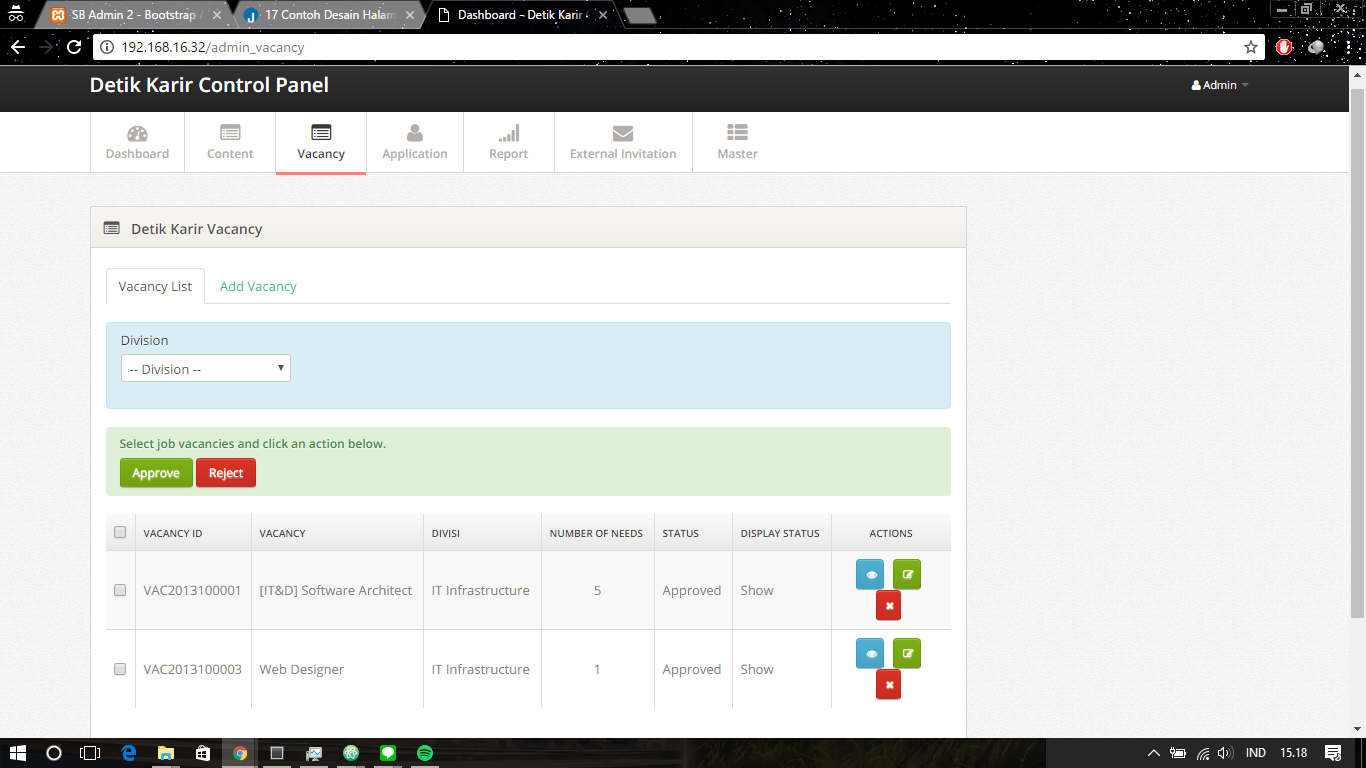 SB Admin 2 - Bootstrap
17 Contoh Desain Halam
Dashboard – Detik Karir
192.168.16.32/admin_vacancy
Detik Karir Control Panel
Admin
Dashboard
Content
Vacancy
Application
Report
External Invitation
Master
Detik Karir Vacancy
Vacancy List
Add Vacancy
Division
-- Division --
Select job vacancies and click an action below.
Approve Reject
VACANCY ID VACANCY DIVISI NUMBER OF NEEDS STATUS DISPLAY STATUS ACTIONS
VAC2013100001 [IT&D] Software Architect IT Infrastructure 5 Approved Show
VAC2013100003 Web Designer IT Infrastructure 1 Approved Show
IND 15.18